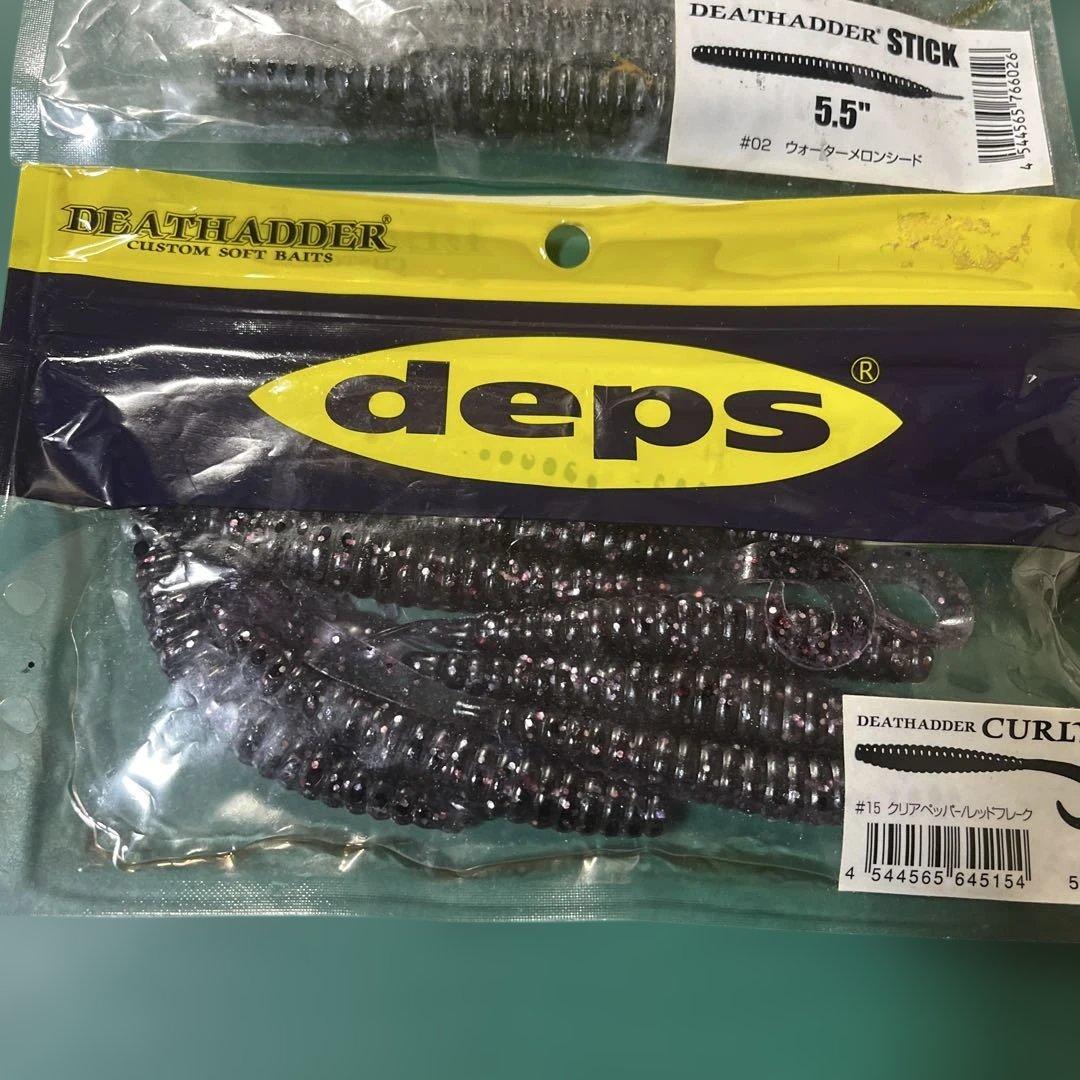 DEATHADDER® STICK
5.5"
#02 ウォーターメロンシード
4 544565 766026
DEATHADDER®
CUSTOM SOFT BAITS
deps®
DEATHADDER CURL
#15 クリアペッパー/レッドフレーク
4 544565 645154
5